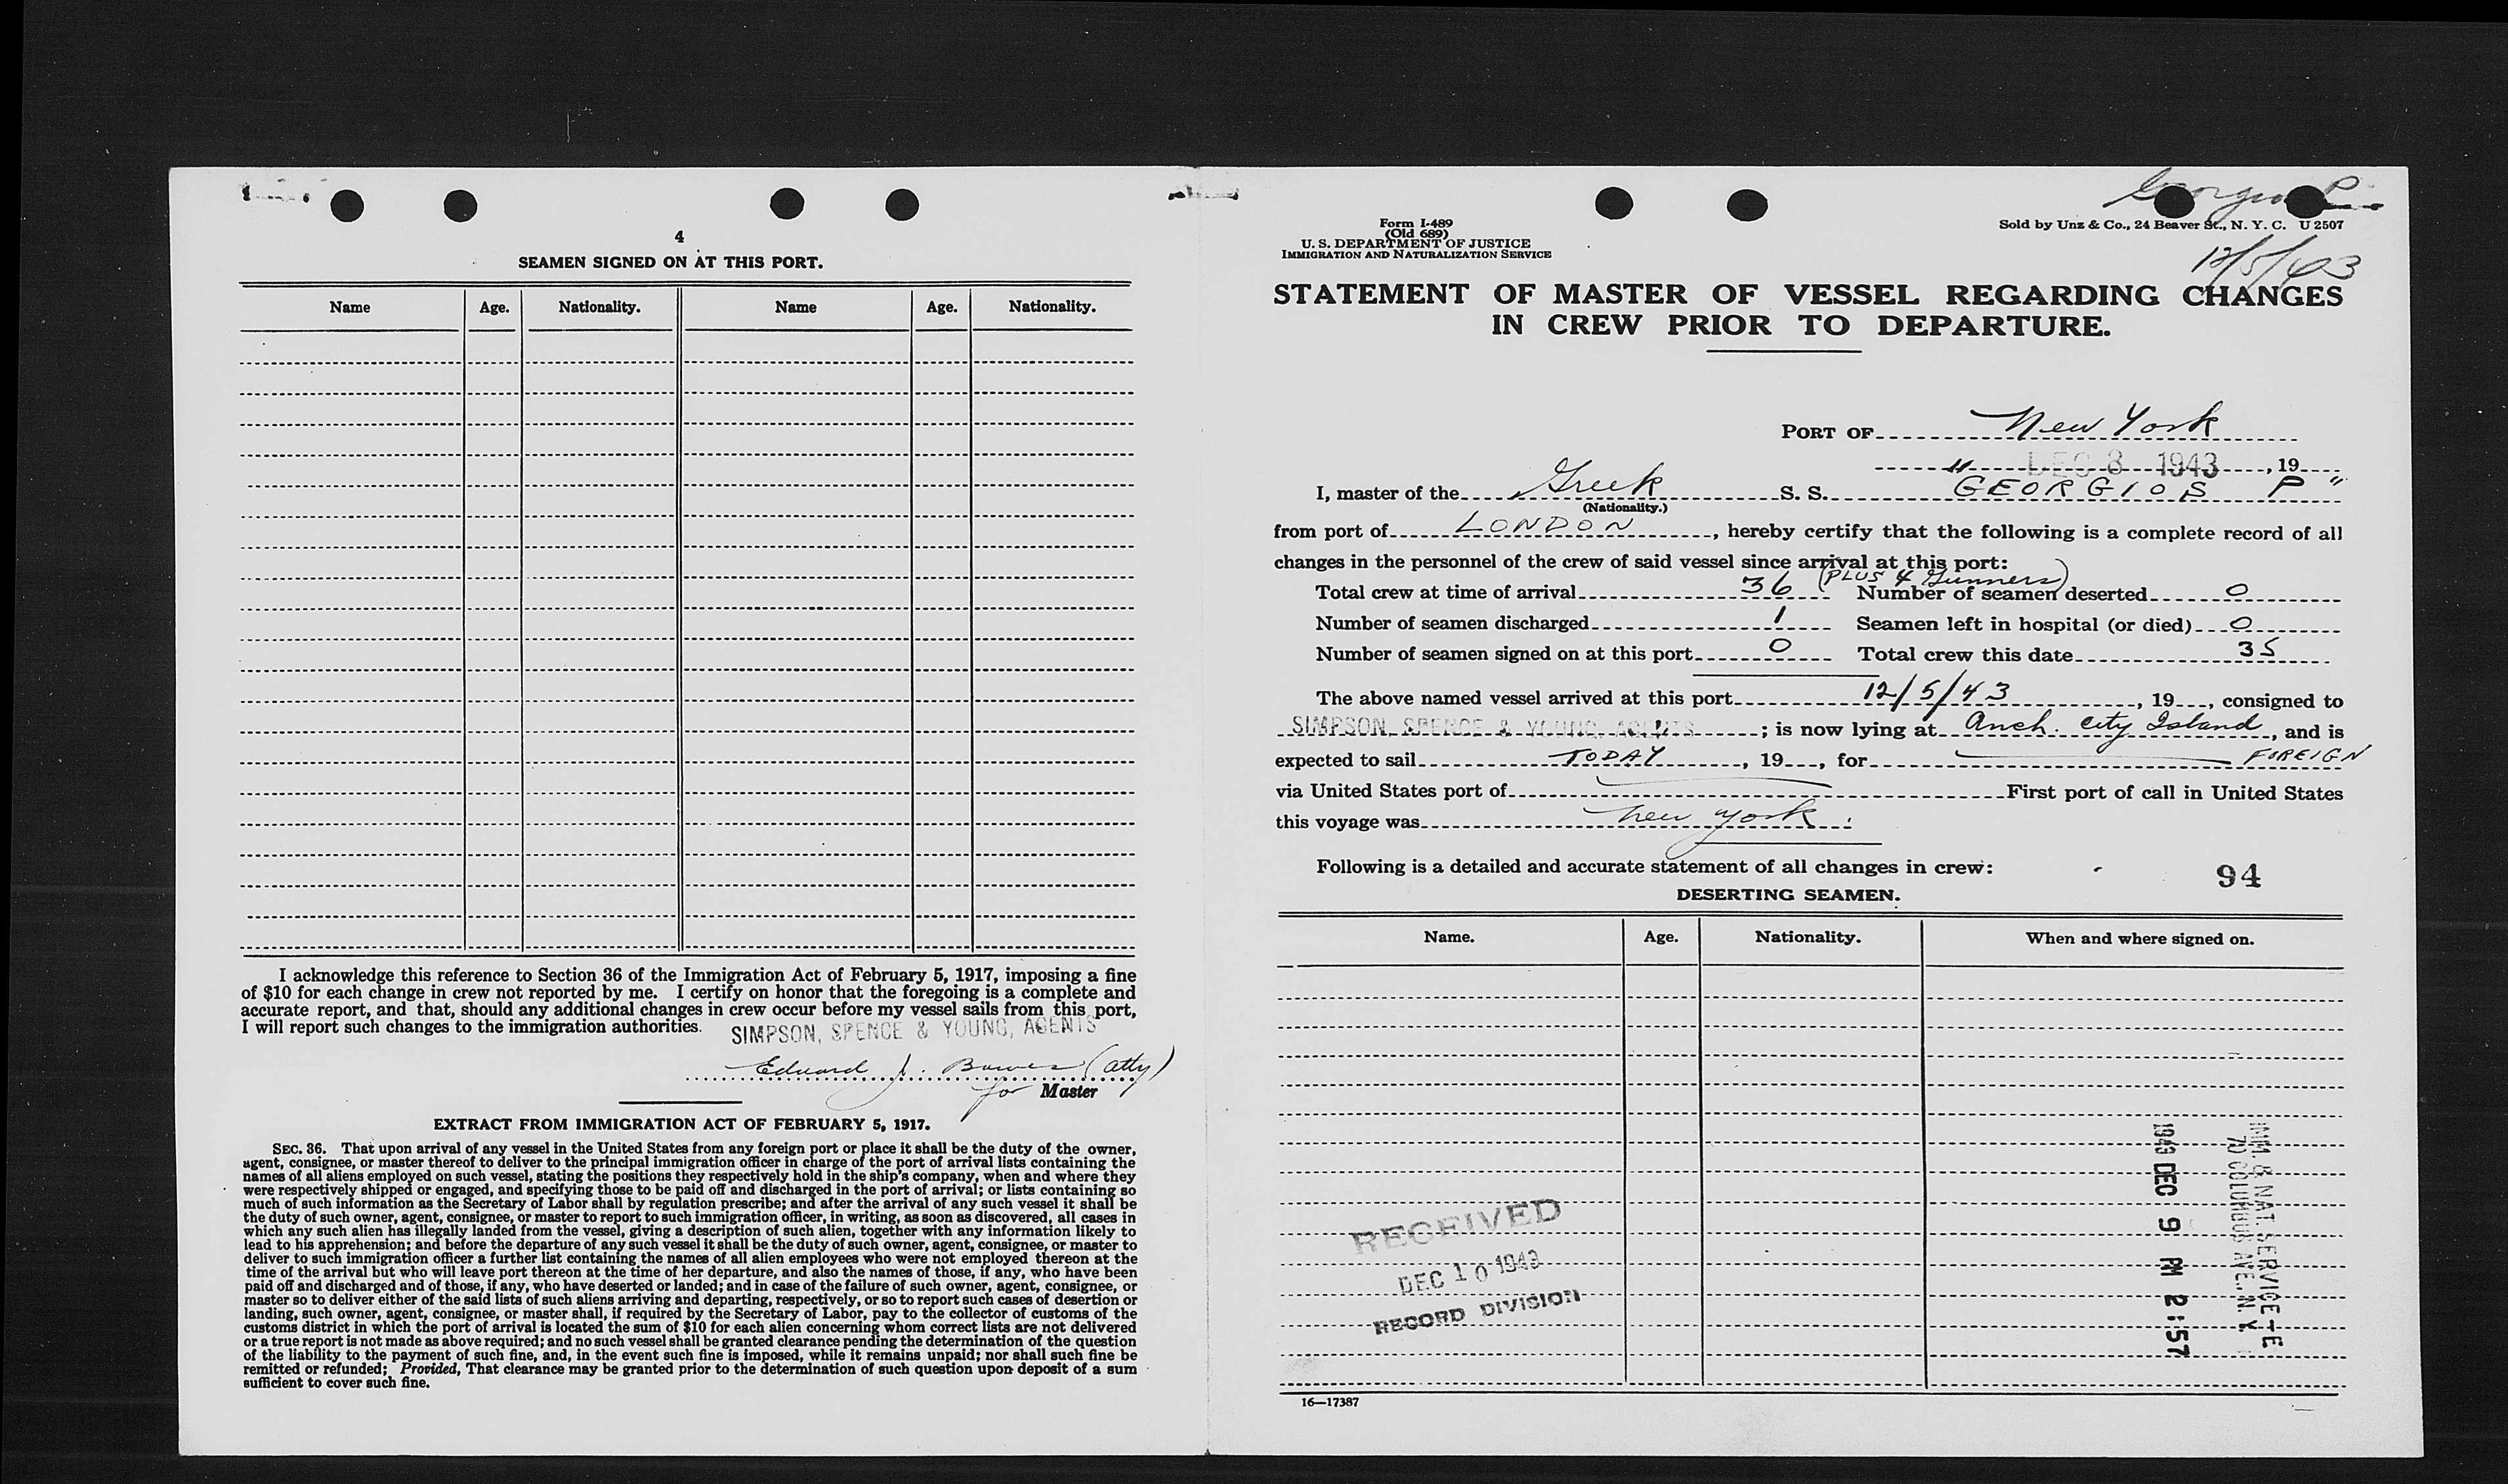 4
SEAMEN SIGNED ON AT THIS PORT.
Name Age. Nationality. Name Age. Nationality.
I acknowledge this reference to Section 36 of the Immigration Act of February 5, 1917, imposing a fine
of $10 for each change in crew not reported by me. I certify on honor that the foregoing is a complete and
accurate report, and that, should any additional changes in crew occur before my vessel sails from this port,
I will report such changes to the immigration authorities.
SIMPSON, SPENCE & YOUNG, AGENTS
Edward J. Bower (atty)
for Master
EXTRACT FROM IMMIGRATION ACT OF FEBRUARY 5, 1917.
SEC. 36. That upon arrival of any vessel in the United States from any foreign port or place it shall be the duty of the owner,
agent, consignee, or master thereof to deliver to the principal immigration officer in charge of the port of arrival lists containing the
names of all aliens employed on such vessel, stating the positions they respectively hold in the ship's company, when and where they
were respectively shipped or engaged, and specifying those to be paid off and discharged in the port of arrival; or lists containing so
much of such information as the Secretary of Labor shall by regulation prescribe; and after the arrival of any such vessel it shall be
the duty of such owner, agent, consignee, or master to report to such immigration officer, in writing, as soon as discovered, all cases in
which any such alien has illegally landed from the vessel, giving a description of such alien, together with any information likely to
lead to his apprehension; and before the departure of any such vessel it shall be the duty of such owner, agent, consignee, or master to
deliver to such immigration officer a further list containing the names of all alien employees who were not employed thereon at the
time of the arrival but who will leave port thereon at the time of her departure, and also the names of those, if any, who have been
paid off and discharged and of those, if any, who have deserted or landed; and in case of the failure of such owner, agent, consignee, or
master so to deliver either of the said lists of such aliens arriving and departing, respectively, or so to report such cases of desertion or
landing, such owner, agent, consignee, or master shall, if required by the Secretary of Labor, pay to the collector of customs of the
customs district in which the port of arrival is located the sum of $10 for each alien concerning whom correct lists are not delivered
or a true report is not made as above required; and no such vessel shall be granted clearance pending the determination of the question
of the liability to the payment of such fine, and, in the event such fine is imposed, while it remains unpaid; nor shall such fine be
remitted or refunded; Provided, That clearance may be granted prior to the determination of such question upon deposit of a sum
sufficient to cover such fine.
Georgios P.
Form I-489
(Old 689)
U. S. DEPARTMENT OF JUSTICE
IMMIGRATION AND NATURALIZATION SERVICE
Sold by Unz & Co., 24 Beaver St., N. Y. C. U 2507
12/5/43
STATEMENT OF MASTER OF VESSEL REGARDING CHANGES
IN CREW PRIOR TO DEPARTURE.
PORT OF New York
" DEC 8 1943, 19
I, master of the Greek S. S. GEORGIOS P "
(Nationality.)
from port of LONDON, hereby certify that the following is a complete record of all
changes in the personnel of the crew of said vessel since arrival at this port:
(PLUS 4 Gunners)
Total crew at time of arrival 36 Number of seamen deserted 0
Number of seamen discharged 1 Seamen left in hospital (or died) 0
Number of seamen signed on at this port 0 Total crew this date 35
The above named vessel arrived at this port 12/5/43, 19, consigned to
SIMPSON, SPENCE & YOUNG, AGENTS; is now lying at Anch. City Island, and is
expected to sail TODAY, 19, for FOREIGN
via United States port of First port of call in United States
this voyage was New York.
Following is a detailed and accurate statement of all changes in crew:
94
DESERTING SEAMEN.
Name. Age. Nationality. When and where signed on.
RECEIVED
DEC 10 1943
RECORD DIVISION
1943 DEC 9 PM 2:57
IMM. & NAT. SERVICE-TE
70 COLUMBUS AVE., N.Y.
16—17387